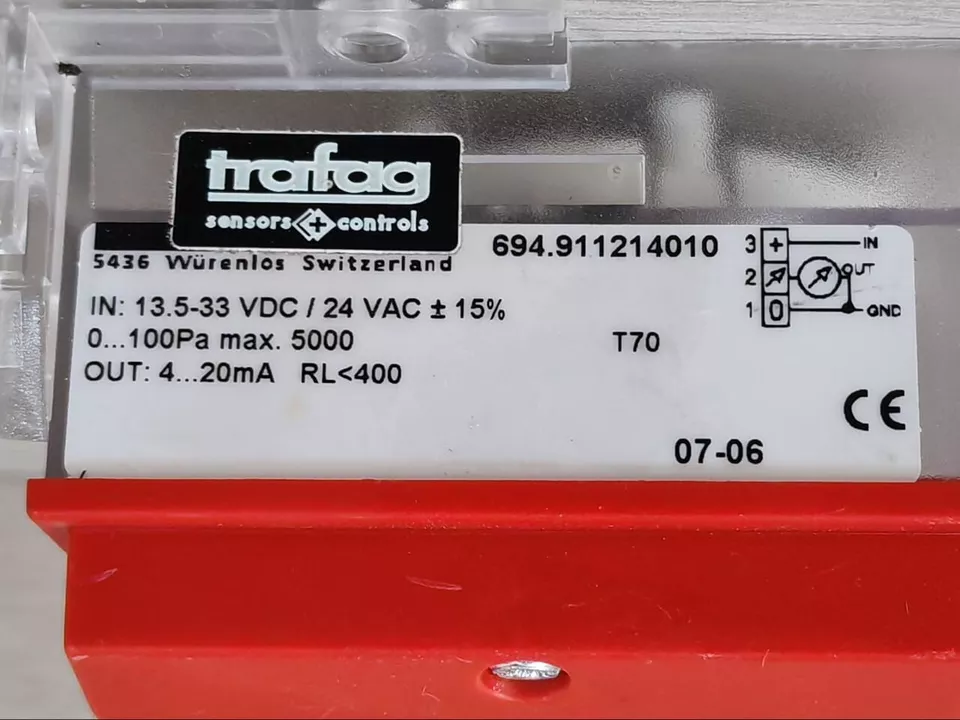 trafag
sensors + controls
694.911214010
5436 Würenlos Switzerland
IN: 13.5-33 VDC / 24 VAC ± 15%
0...100Pa max. 5000
T70
OUT: 4...20mA RL<400
07-06
3 + IN
2 OUT
1 0 GND
CE